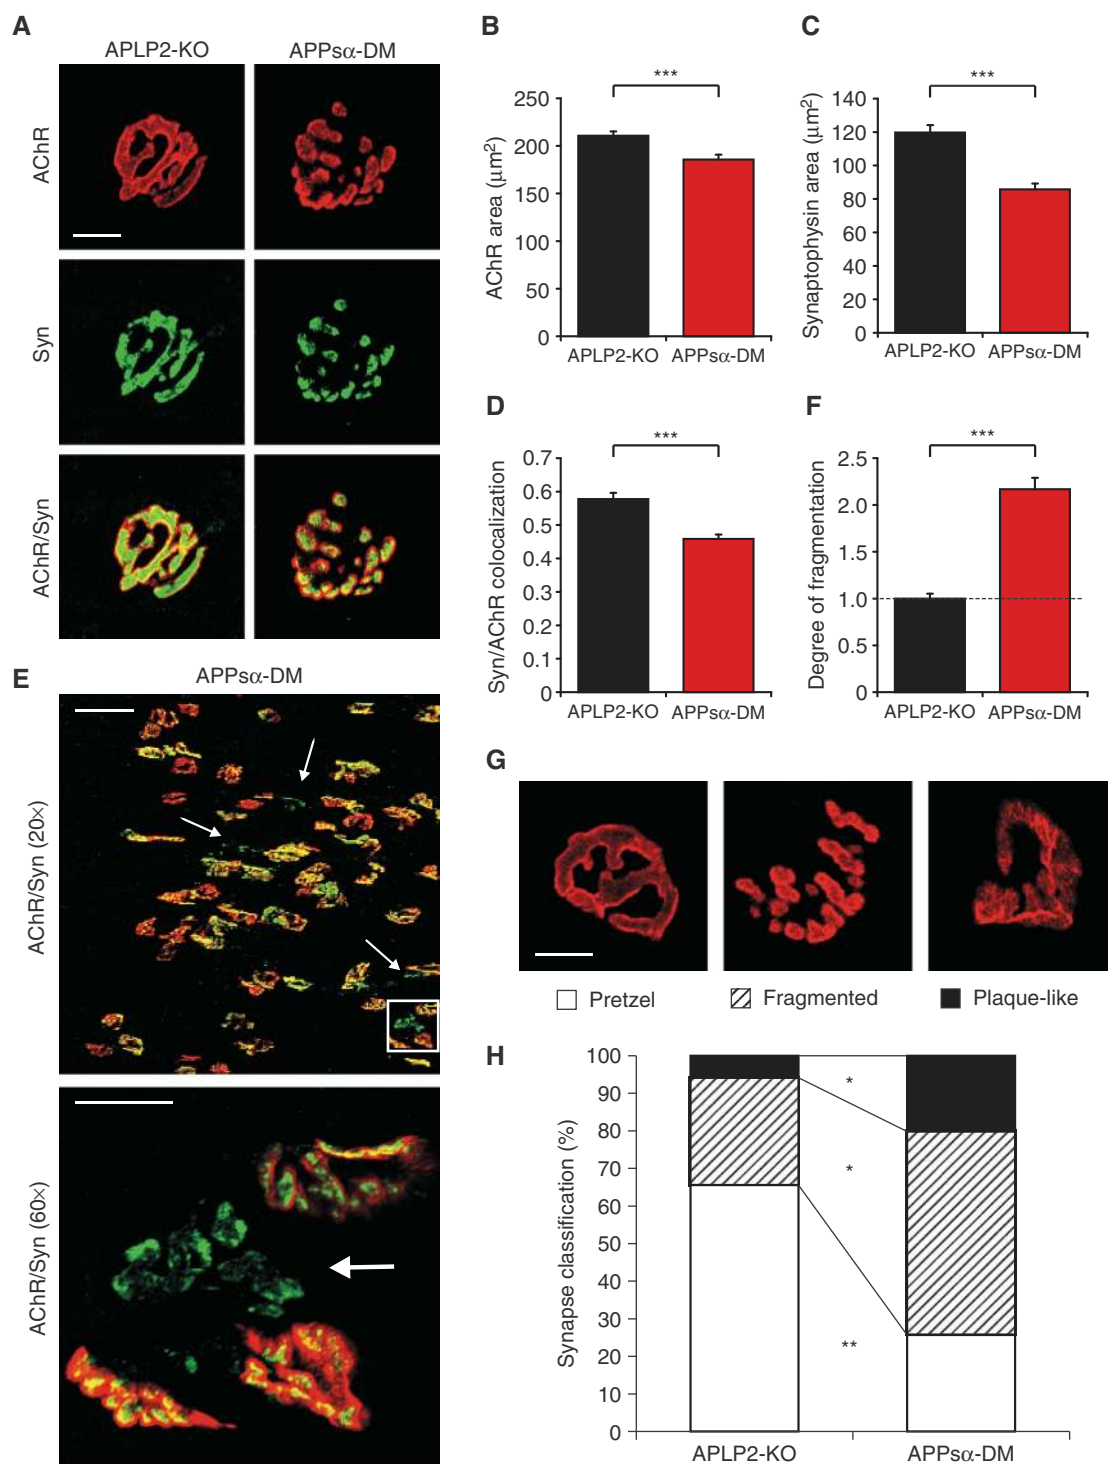 A
APLP2-KO
APPsα-DM
AChR
Syn
AChR/Syn
B
***
AChR area (μm²)
250
200
150
100
50
0
APLP2-KO
APPsα-DM
C
***
Synaptophysin area (μm²)
140
120
100
80
60
40
20
0
APLP2-KO
APPsα-DM
D
***
Syn/AChR colocalization
0.7
0.6
0.5
0.4
0.3
0.2
0.1
0
APLP2-KO
APPsα-DM
F
***
Degree of fragmentation
2.5
2.0
1.5
1.0
0.5
0
APLP2-KO
APPsα-DM
E
APPsα-DM
AChR/Syn (20×)
AChR/Syn (60×)
G
Pretzel
Fragmented
Plaque-like
H
Synapse classification (%)
100
90
80
70
60
50
40
30
20
10
0
*
*
**
APLP2-KO
APPsα-DM